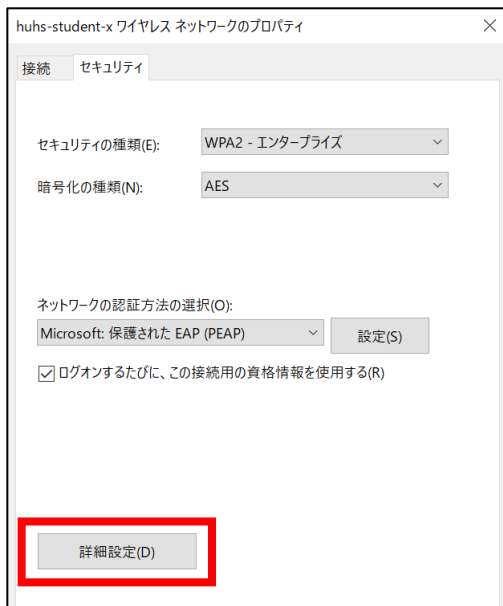 huhs-student-x ワイヤレス ネットワークのプロパティ
接続 セキュリティ
セキュリティの種類(E): WPA2 - エンタープライズ
暗号化の種類(N): AES
ネットワークの認証方法の選択(O):
Microsoft: 保護された EAP (PEAP) 設定(S)
ログオンするたびに、この接続用の資格情報を使用する(R)
詳細設定(D)